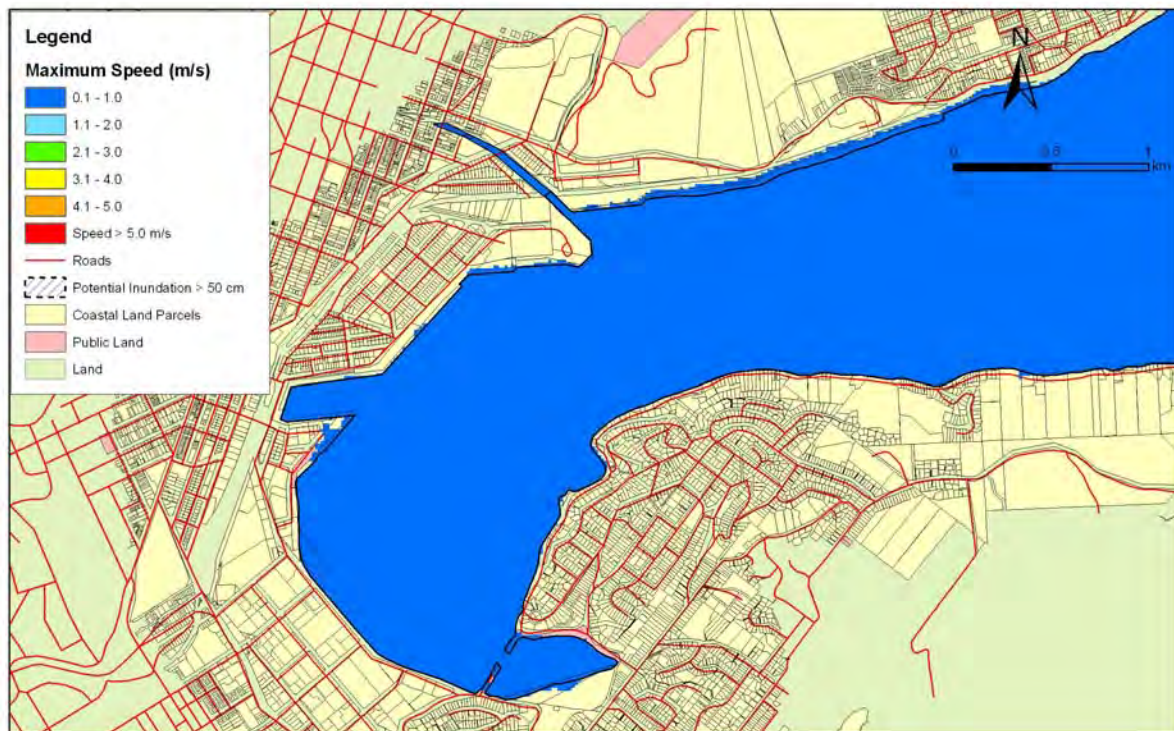 Legend
Maximum Speed (m/s)
0.1 - 1.0
1.1 - 2.0
2.1 - 3.0
3.1 - 4.0
4.1 - 5.0
Speed > 5.0 m/s
Roads
Potential Inundation > 50 cm
Coastal Land Parcels
Public Land
Land
N
0 0.5 1
km